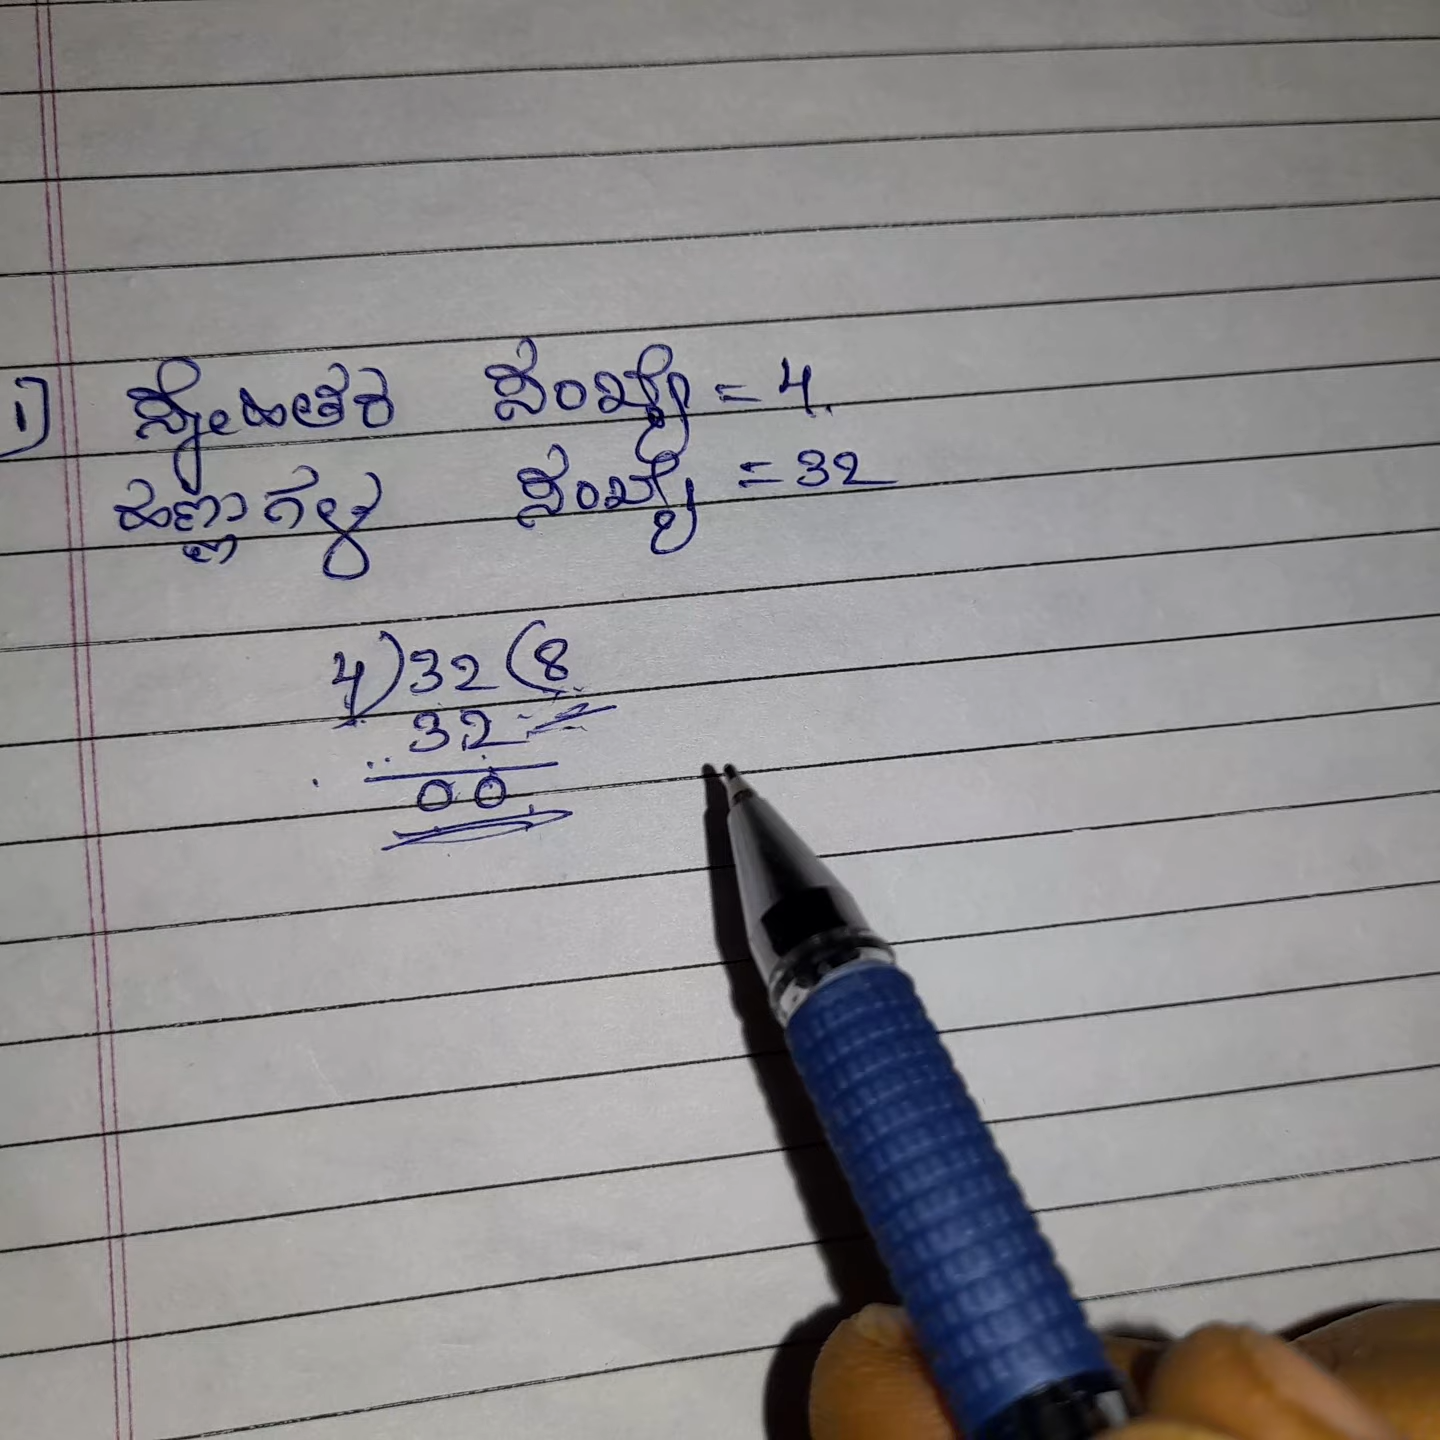 1) ಸ್ನೇಹಿತರ ಸಂಖ್ಯೆ = 4.
ಹಣ್ಣುಗಳ ಸಂಖ್ಯೆ = 32
4)32(8
32
00